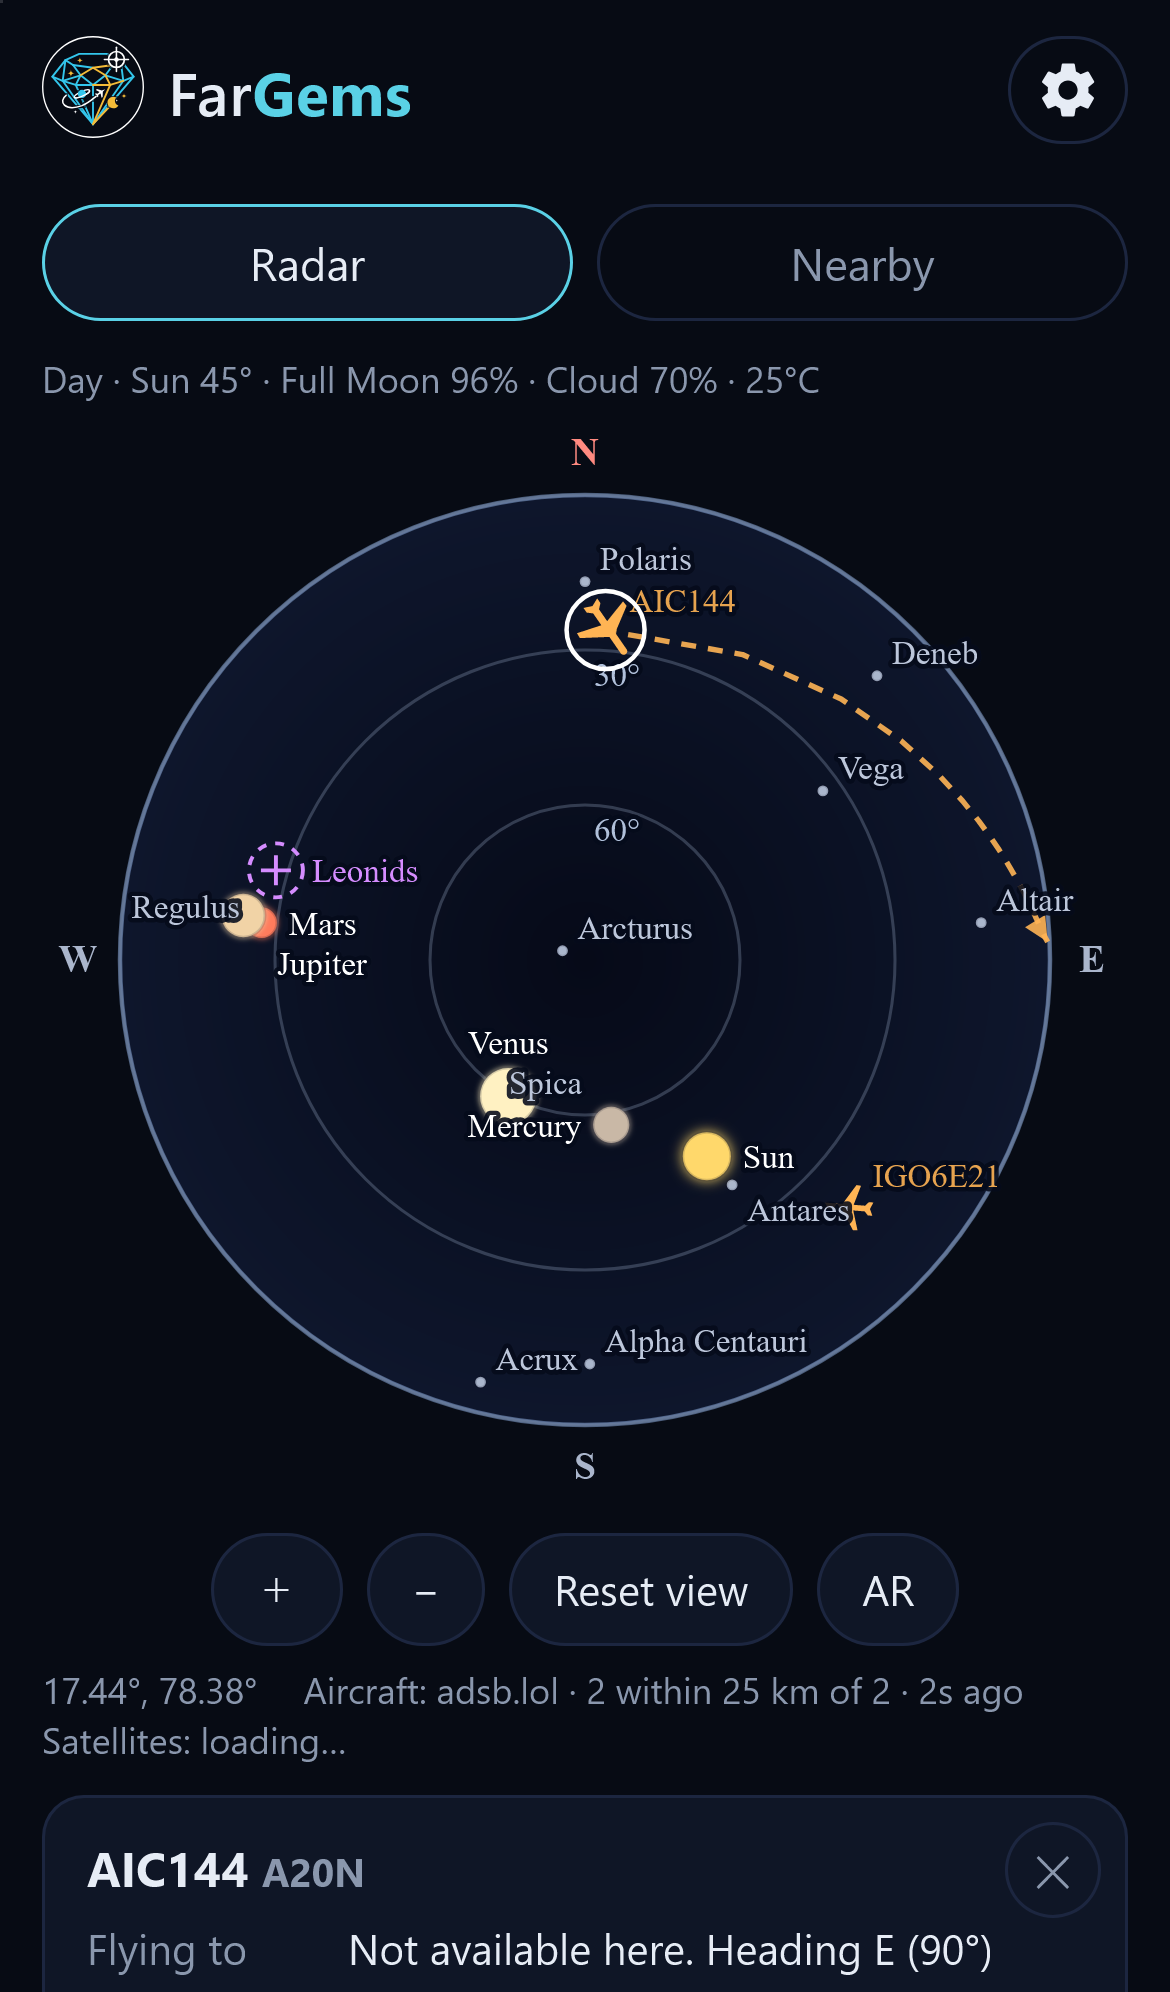 FarGems
Radar
Nearby
Day · Sun 45° · Full Moon 96% · Cloud 70% · 25°C
N
Polaris
AIC144
Deneb
30°
Vega
60°
Leonids
Altair
Regulus
Mars
Arcturus
W
Jupiter
E
Venus
Spica
Mercury
Sun
IGO6E21
Antares
Alpha Centauri
Acrux
S
+
−
Reset view
AR
17.44°, 78.38° Aircraft: adsb.lol · 2 within 25 km of 2 · 2s ago
Satellites: loading…
AIC144 A20N
Flying to Not available here. Heading E (90°)